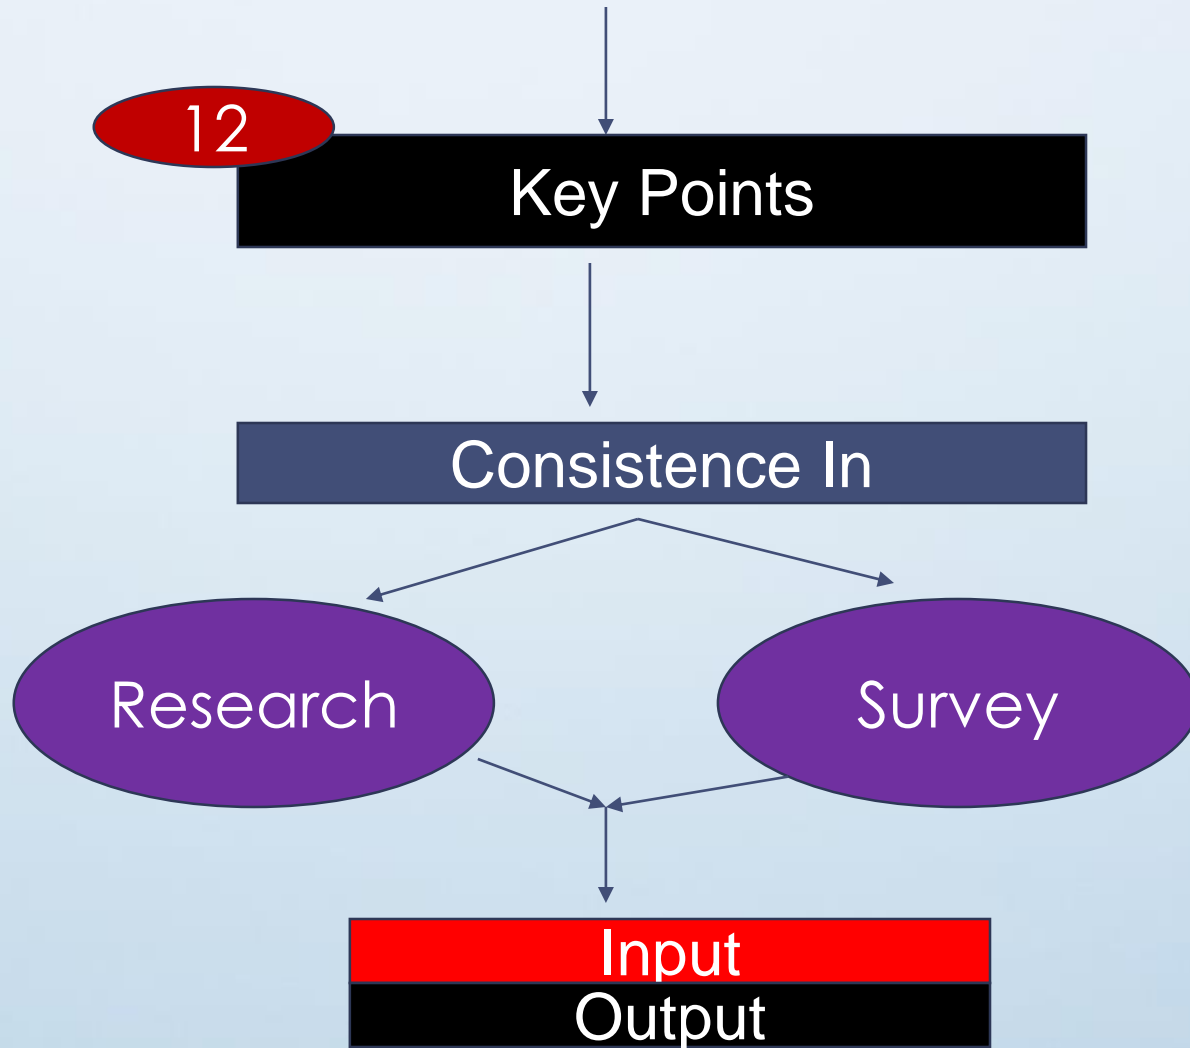 12
Key Points
Consistence In
Research
Survey
Input
Output